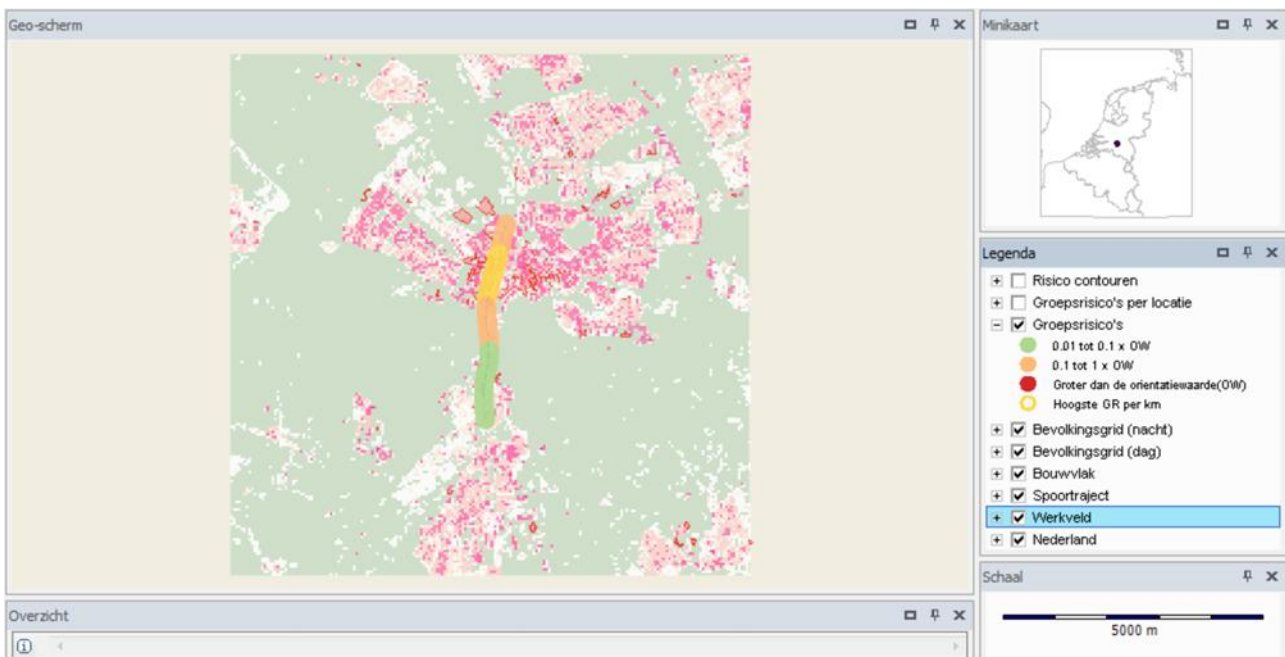 Geo-scherm
Minikaart
Legenda
Risico contouren
Groepsrisico's per locatie
Groepsrisico's
0.01 tot 0.1 x OW
0.1 tot 1 x OW
Groter dan de orientatiewaarde(OW)
Hoogste GR per km
Bevolkingsgrid (nacht)
Bevolkingsgrid (dag)
Bouwvlak
Spoortraject
Werkveld
Nederland
Schaal
5000 m
Overzicht